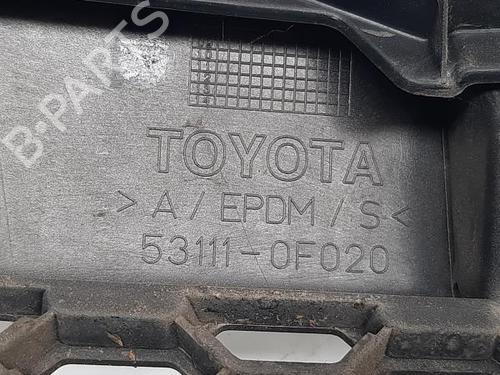 B-PARTS
TOYOTA
> A / EPDM / S <
53111-0F020